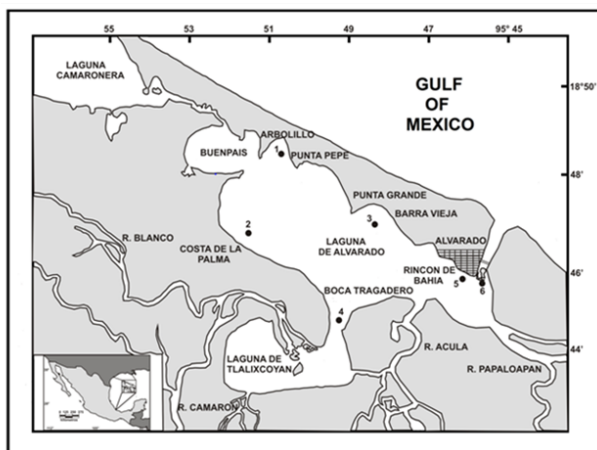 55 53 51 49 47 95° 45
LAGUNA
CAMARONERA
GULF
OF
MEXICO
18°50'
ARBOLILLO
BUENPAIS
1
PUNTA PEPE
48'
PUNTA GRANDE
3
BARRA VIEJA
2
R. BLANCO
COSTA DE LA
PALMA
LAGUNA
DE ALVARADO
ALVARADO
RINCON DE
BAHIA
5
6
46'
BOCA TRAGADERO
4
44'
LAGUNA DE
TLALIXCOYAN
R. ACULA
R. PAPALOAPAN
R. CAMARON